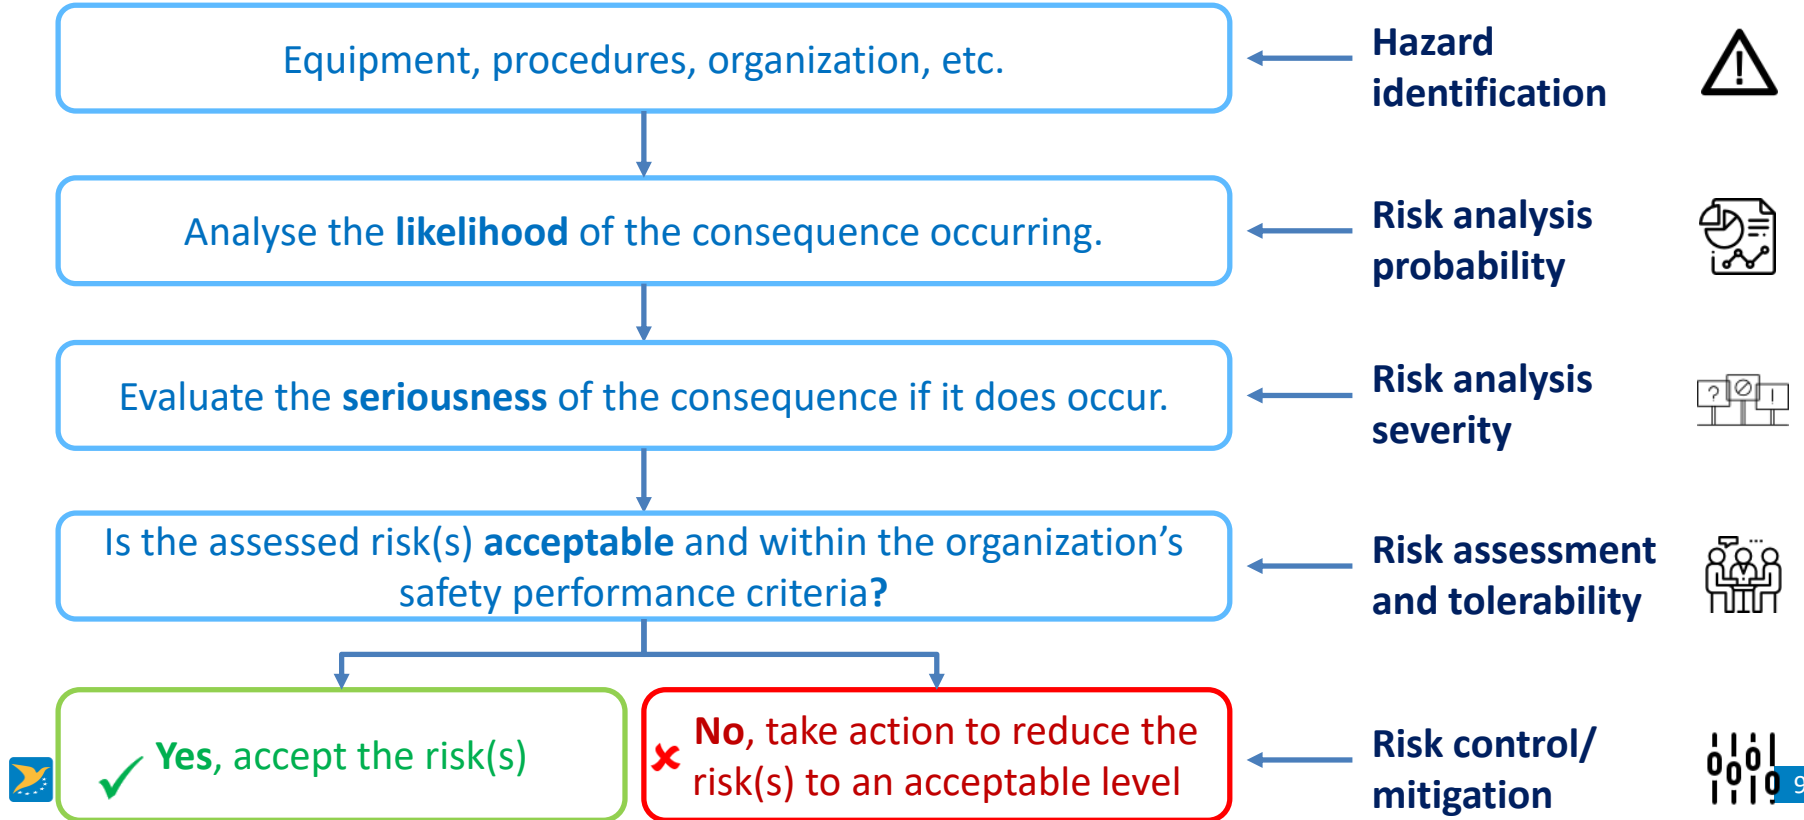 Equipment, procedures, organization, etc.
Hazard
identification
Analyse the likelihood of the consequence occurring.
Risk analysis
probability
Evaluate the seriousness of the consequence if it does occur.
Risk analysis
severity
Is the assessed risk(s) acceptable and within the organization's
safety performance criteria?
Risk assessment
and tolerability
Yes, accept the risk(s)
No, take action to reduce the
risk(s) to an acceptable level
Risk control/
mitigation
9